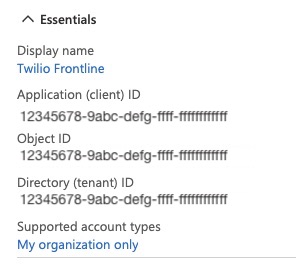 Essentials
Display name
Twilio Frontline
Application (client) ID
12345678-9abc-defg-ffff-ffffffffffff
Object ID
12345678-9abc-defg-ffff-ffffffffffff
Directory (tenant) ID
12345678-9abc-defg-ffff-ffffffffffff
Supported account types
My organization only